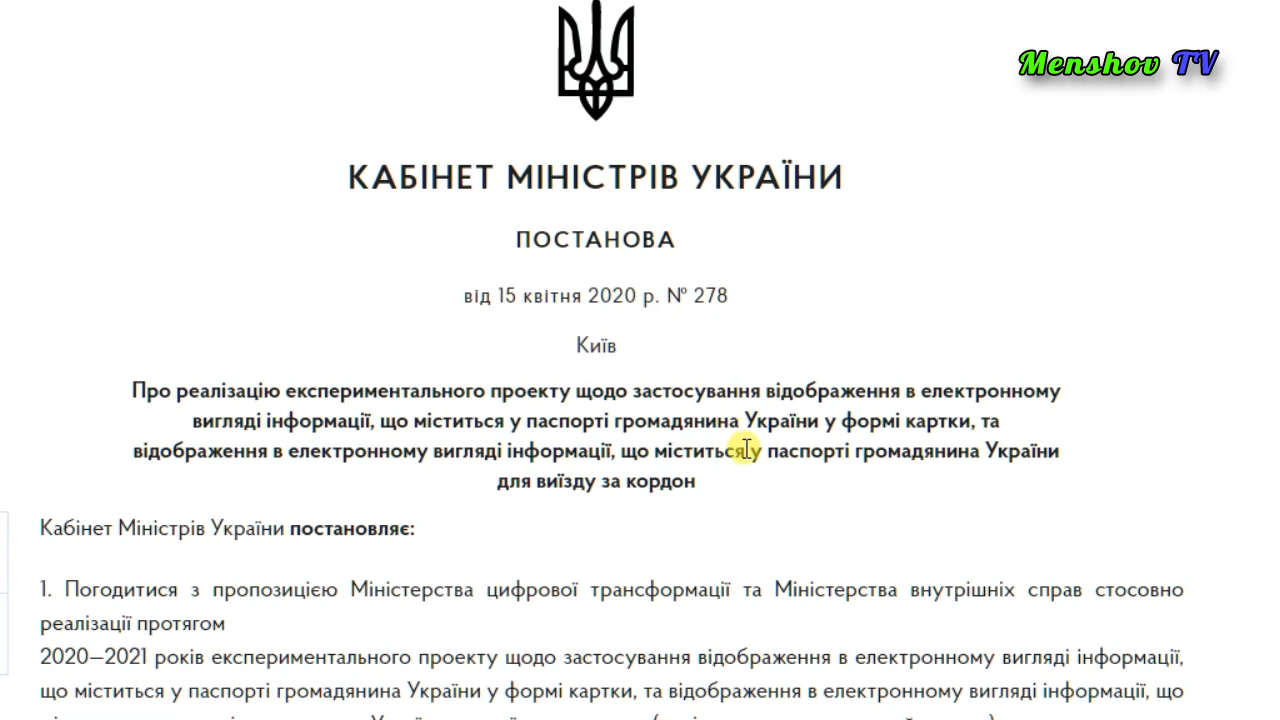 Menshov TV
КАБІНЕТ МІНІСТРІВ УКРАЇНИ
ПОСТАНОВА
від 15 квітня 2020 р. № 278
Київ
Про реалізацію експериментального проекту щодо застосування відображення в електронному
вигляді інформації, що міститься у паспорті громадянина України у формі картки, та
відображення в електронному вигляді інформації, що міститься у паспорті громадянина України
для виїзду за кордон
Кабінет Міністрів України постановляє:
1. Погодитися з пропозицією Міністерства цифрової трансформації та Міністерства внутрішніх справ стосовно
реалізації протягом
2020—2021 років експериментального проекту щодо застосування відображення в електронному вигляді інформації,
що міститься у паспорті громадянина України у формі картки, та відображення в електронному вигляді інформації, що